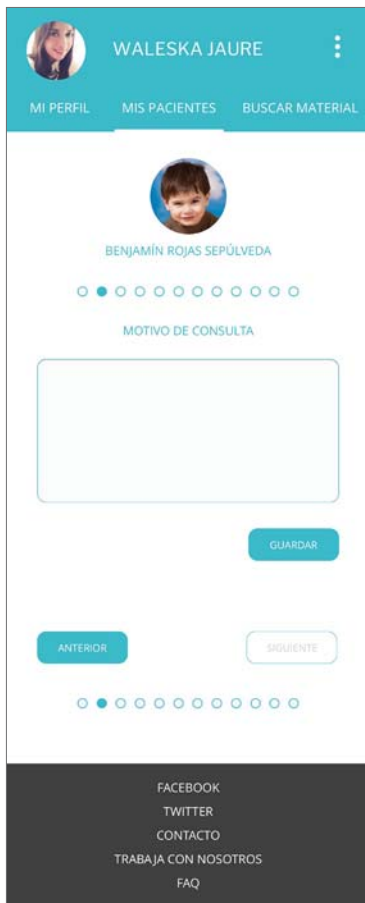 WALESKA JAURE
MI PERFIL MIS PACIENTES BUSCAR MATERIAL
BENJAMÍN ROJAS SEPÚLVEDA
MOTIVO DE CONSULTA
GUARDAR
ANTERIOR SIGUIENTE
FACEBOOK
TWITTER
CONTACTO
TRABAJA CON NOSOTROS
FAQ